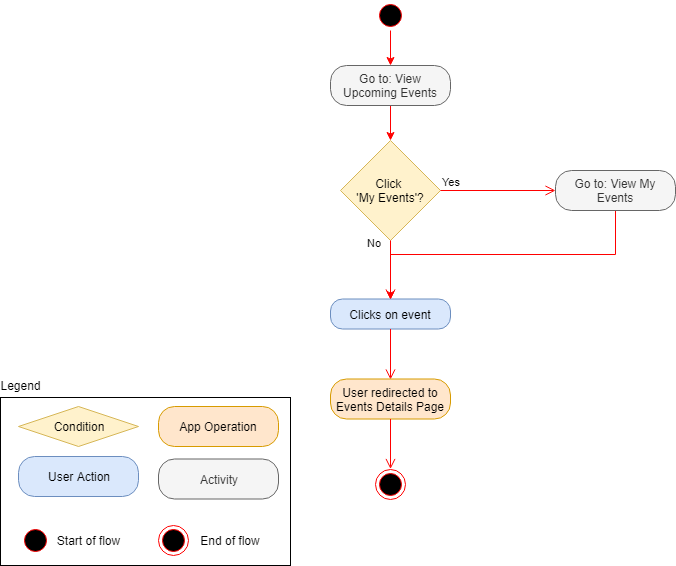 Go to: View
Upcoming Events
Click
'My Events'?
Yes
Go to: View My
Events
No
Clicks on event
User redirected to
Events Details Page
Legend
Condition
App Operation
User Action
Activity
Start of flow
End of flow